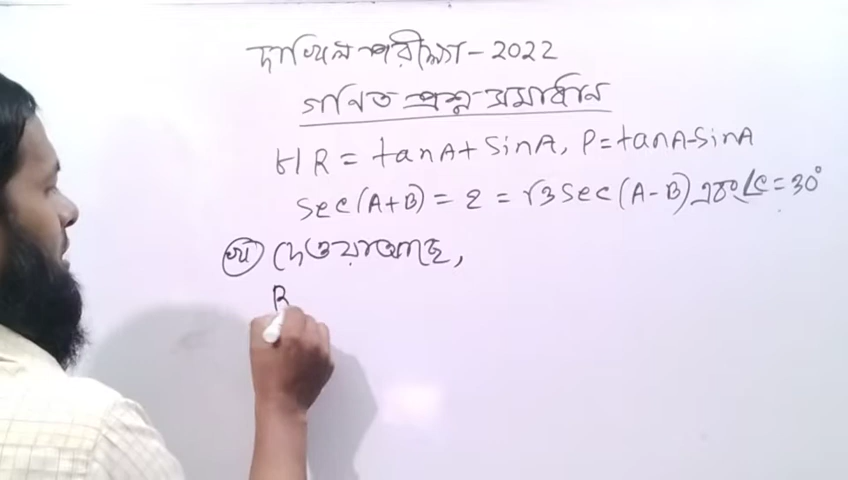 দাখিল পরীক্ষা - 2022
গণিত প্রশ্ন সমাধান
৮। R = tanA + SinA, P = tanA - SinA
Sec(A+B) = 2 = √3 Sec(A-B) এবং ∠C = 30°
(খ) দেওয়া আছে,
R